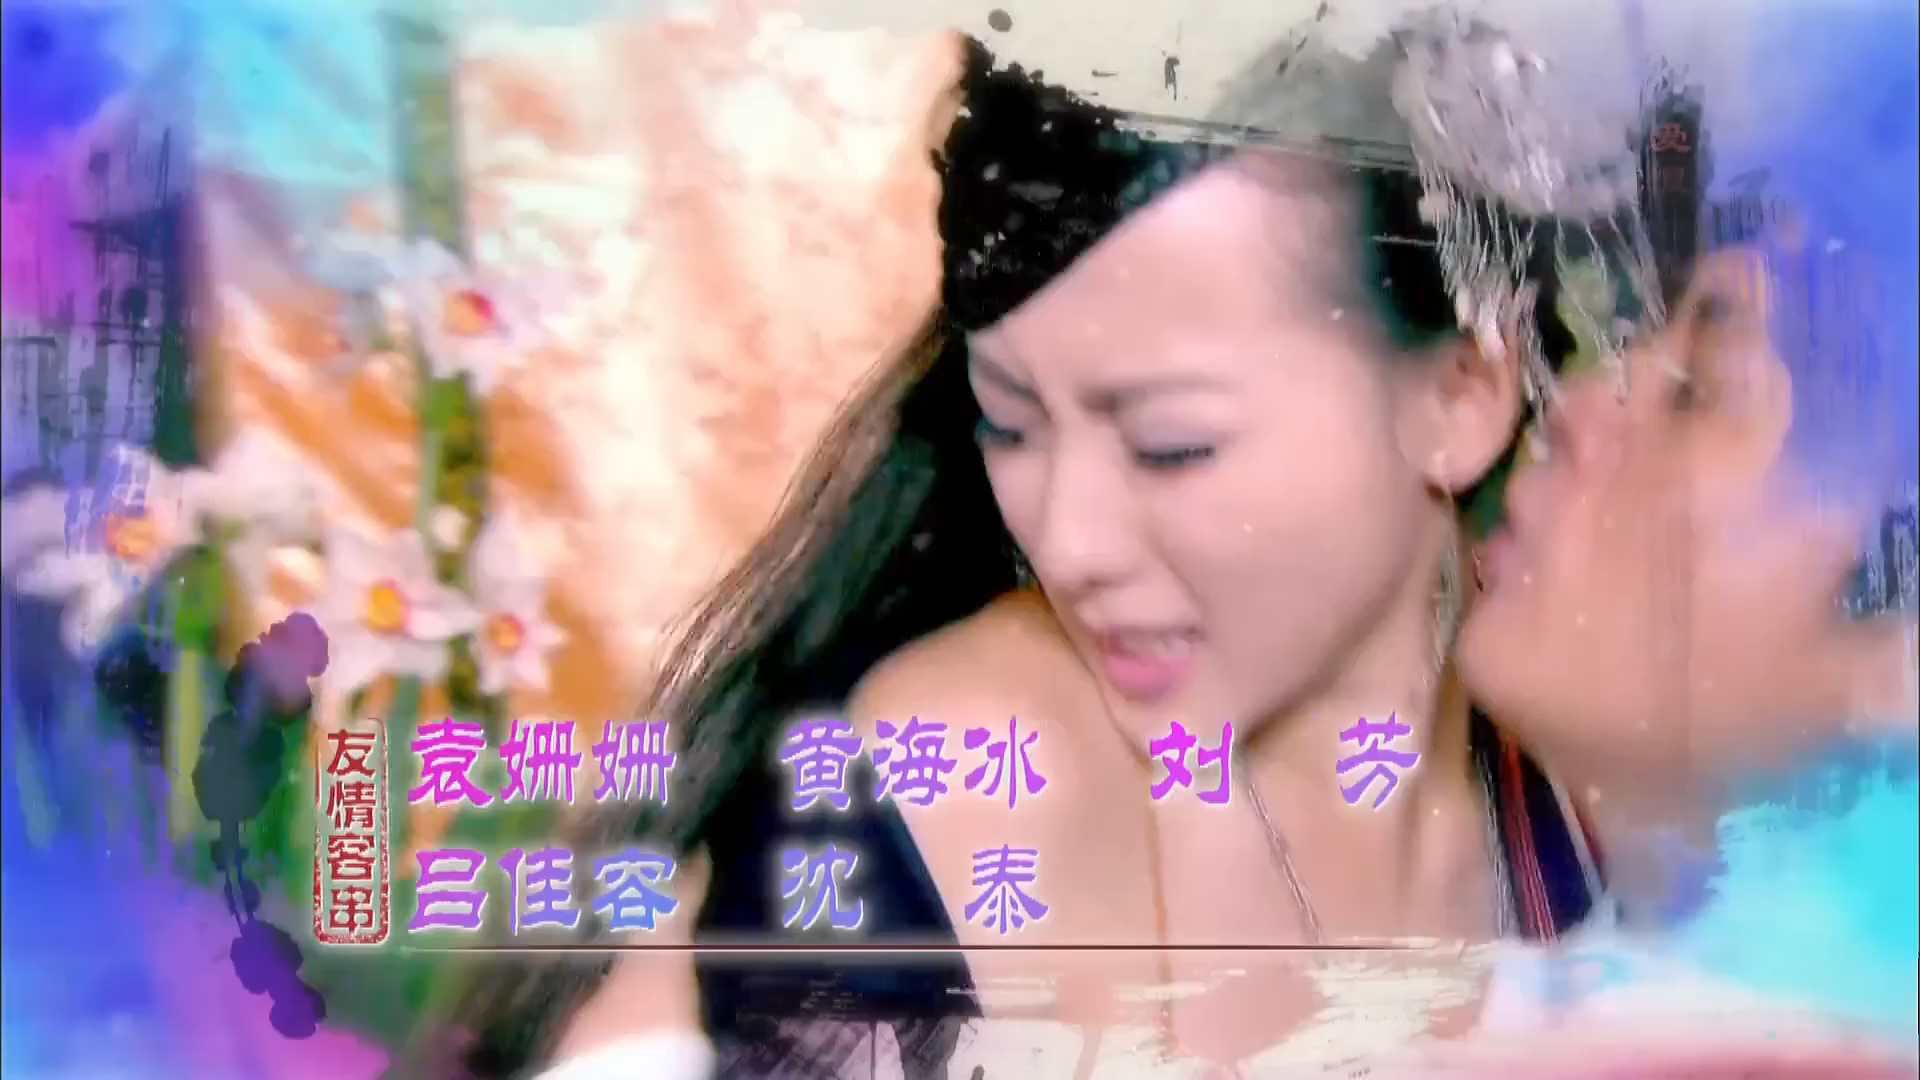 友情客串
袁姗姗 黄海冰 刘芳
吕佳容 沈泰